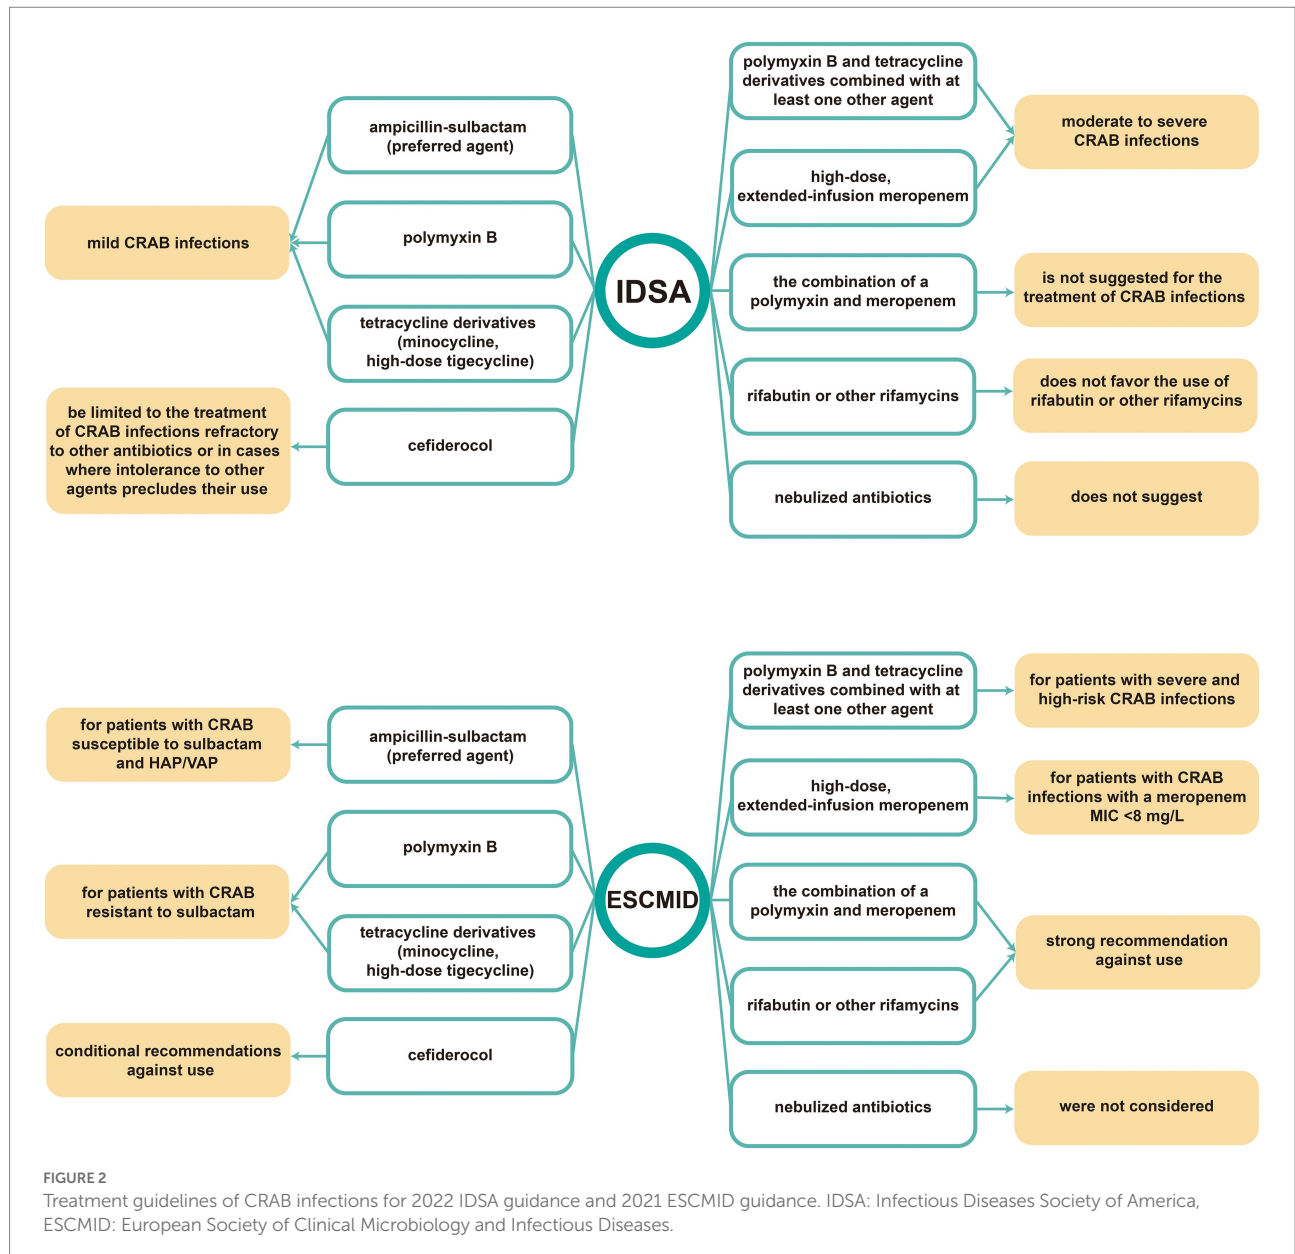 ampicillin-sulbactam
(preferred agent)
polymyxin B
mild CRAB infections
tetracycline derivatives
(minocycline,
high-dose tigecycline)
be limited to the treatment
of CRAB infections refractory
to other antibiotics or in cases
where intolerance to other
agents precludes their use
cefiderocol
IDSA
polymyxin B and tetracycline
derivatives combined with at
least one other agent
moderate to severe
CRAB infections
high-dose,
extended-infusion meropenem
the combination of a
polymyxin and meropenem
is not suggested for the
treatment of CRAB infections
rifabutin or other rifamycins
does not favor the use of
rifabutin or other rifamycins
nebulized antibiotics
does not suggest
for patients with CRAB
susceptible to sulbactam
and HAP/VAP
ampicillin-sulbactam
(preferred agent)
polymyxin B
for patients with CRAB
resistant to sulbactam
tetracycline derivatives
(minocycline,
high-dose tigecycline)
conditional recommendations
against use
cefiderocol
ESCMID
polymyxin B and tetracycline
derivatives combined with at
least one other agent
for patients with severe and
high-risk CRAB infections
high-dose,
extended-infusion meropenem
for patients with CRAB
infections with a meropenem
MIC <8 mg/L
the combination of a
polymyxin and meropenem
strong recommendation
against use
rifabutin or other rifamycins
nebulized antibiotics
were not considered
FIGURE 2
Treatment guidelines of CRAB infections for 2022 IDSA guidance and 2021 ESCMID guidance. IDSA: Infectious Diseases Society of America,
ESCMID: European Society of Clinical Microbiology and Infectious Diseases.